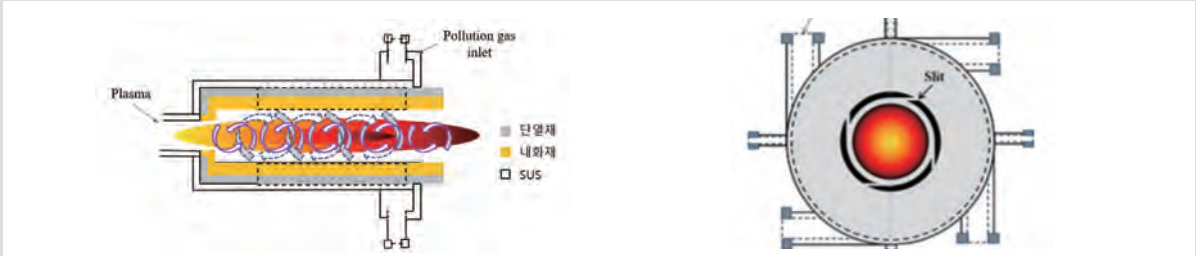 Pollution gas
inlet
Plasma
단열재
내화재
SUS
Slit